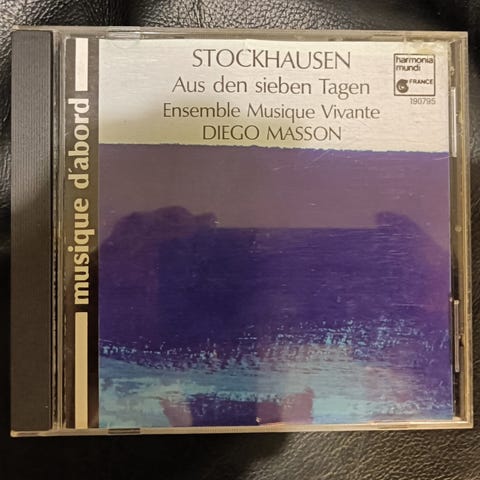 STOCKHAUSEN
Aus den sieben Tagen
Ensemble Musique Vivante
DIEGO MASSON
harmonia
mundi
FRANCE
190795
musique d'abord